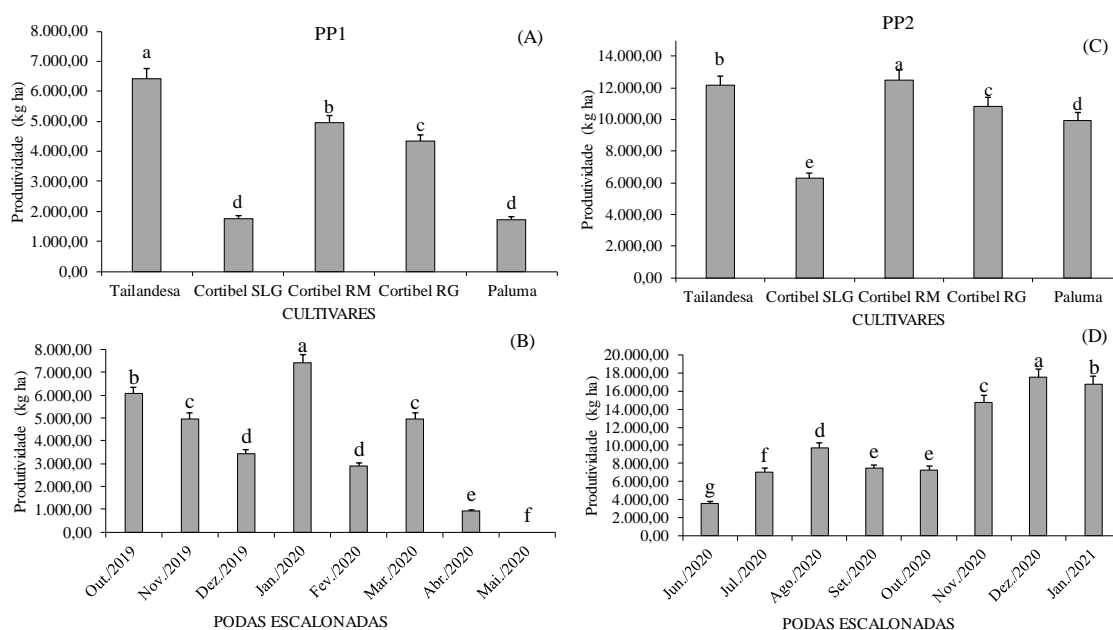 PP1
(A)
Produtividade (kg ha)
8.000,00
7.000,00
6.000,00
5.000,00
4.000,00
3.000,00
2.000,00
1.000,00
0,00
a
d
b
c
d
Tailandesa Cortibel SLG Cortibel RM Cortibel RG Paluma
CULTIVARES
PP2
(C)
Produtividade (kg ha)
14.000,00
12.000,00
10.000,00
8.000,00
6.000,00
4.000,00
2.000,00
0,00
b
e
a
c
d
Tailandesa Cortibel SLG Cortibel RM Cortibel RG Paluma
CULTIVARES
(B)
Produtividade (kg ha)
8.000,00
7.000,00
6.000,00
5.000,00
4.000,00
3.000,00
2.000,00
1.000,00
0,00
b
c
d
a
d
c
e
f
Out./2019 Nov./2019 Dez./2019 Jan./2020 Fev./2020 Mar./2020 Abr./2020 Mai./2020
PODAS ESCALONADAS
(D)
Produtividade (kg ha)
20.000,00
18.000,00
16.000,00
14.000,00
12.000,00
10.000,00
8.000,00
6.000,00
4.000,00
2.000,00
0,00
g
f
d
e
e
c
a
b
Jun./2020 Jul./2020 Ago./2020 Set./2020 Out./2020 Nov./2020 Dez./2020 Jan./2021
PODAS ESCALONADAS